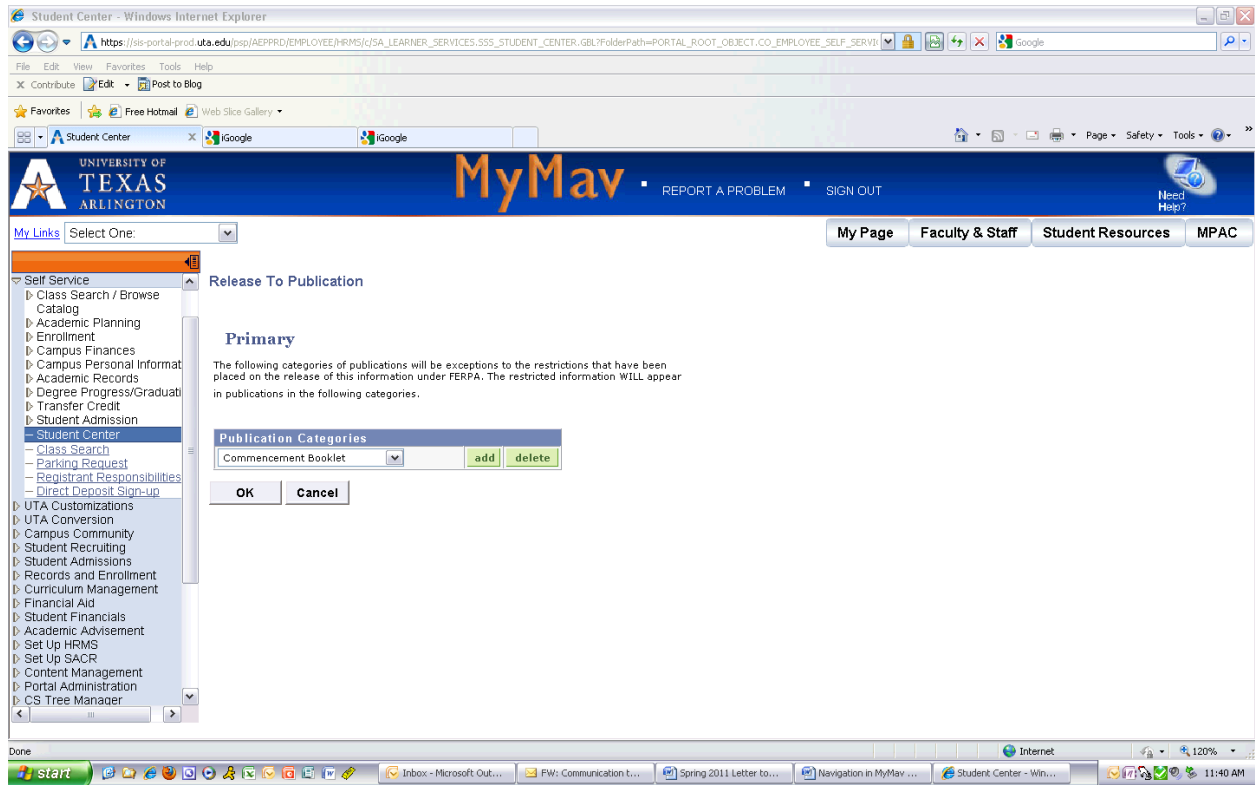 Student Center - Windows Internet Explorer
https://sis-portal-prod.uta.edu/psp/AEPPRD/EMPLOYEE/HRMS/c/SA_LEARNER_SERVICES.SSS_STUDENT_CENTER.GBL?FolderPath=PORTAL_ROOT_OBJECT.CO_EMPLOYEE_SELF_SERVI
Google
File Edit View Favorites Tools Help
x Contribute Edit Post to Blog
Favorites Free Hotmail Web Slice Gallery
Student Center X iGoogle iGoogle
Page Safety Tools
UNIVERSITY OF
TEXAS
ARLINGTON
MyMav
REPORT A PROBLEM
SIGN OUT
Need
Help?
My Links Select One:
My Page Faculty & Staff Student Resources MPAC
Self Service
Class Search / Browse
Catalog
Academic Planning
Enrollment
Campus Finances
Campus Personal Informat
Academic Records
Degree Progress/Graduati
Transfer Credit
Student Admission
Student Center
Class Search
Parking Request
Registrant Responsibilities
Direct Deposit Sign-up
UTA Customizations
UTA Conversion
Campus Community
Student Recruiting
Student Admissions
Records and Enrollment
Curriculum Management
Financial Aid
Student Financials
Academic Advisement
Set Up HRMS
Set Up SACR
Content Management
Portal Administration
CS Tree Manager
Release To Publication
Primary
The following categories of publications will be exceptions to the restrictions that have been
placed on the release of this information under FERPA. The restricted information WILL appear
in publications in the following categories.
Publication Categories
Commencement Booklet add delete
OK Cancel
Done
Internet
120%
start
Inbox - Microsoft Out...
FW: Communication t...
Spring 2011 Letter to...
Navigation in MyMav ...
Student Center - Win...
11:40 AM